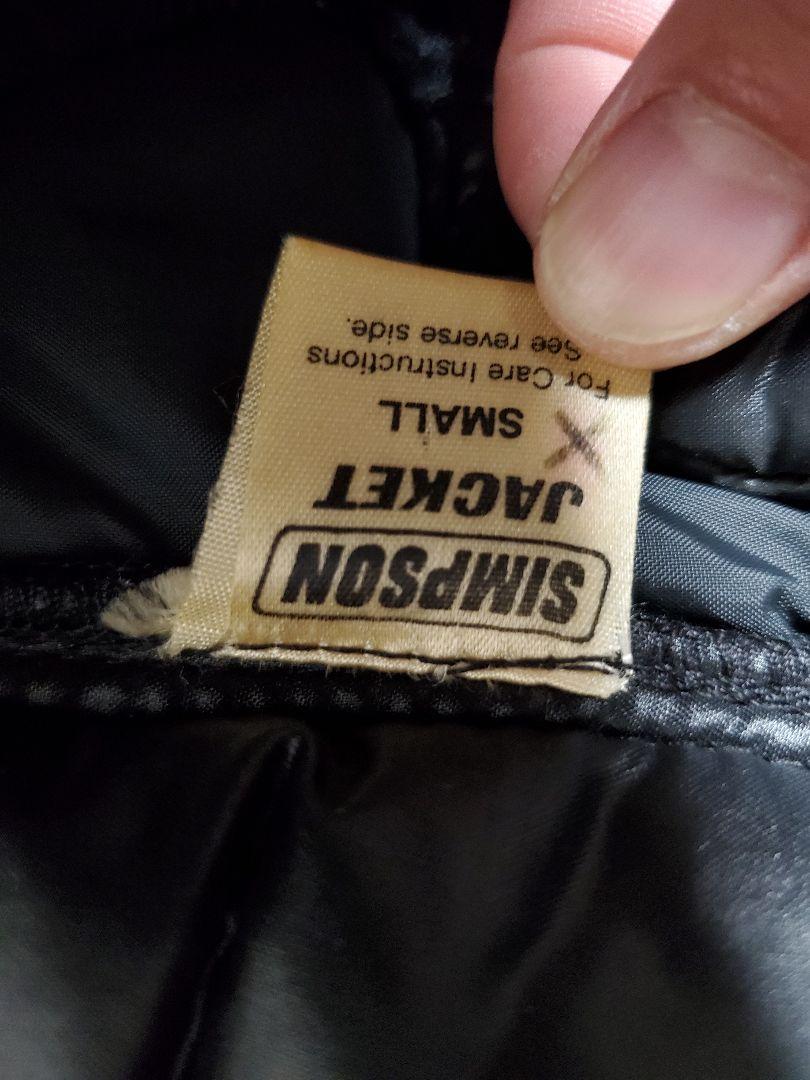 SIMPSON
JACKET
X SMALL
For Care Instructions
See reverse side.